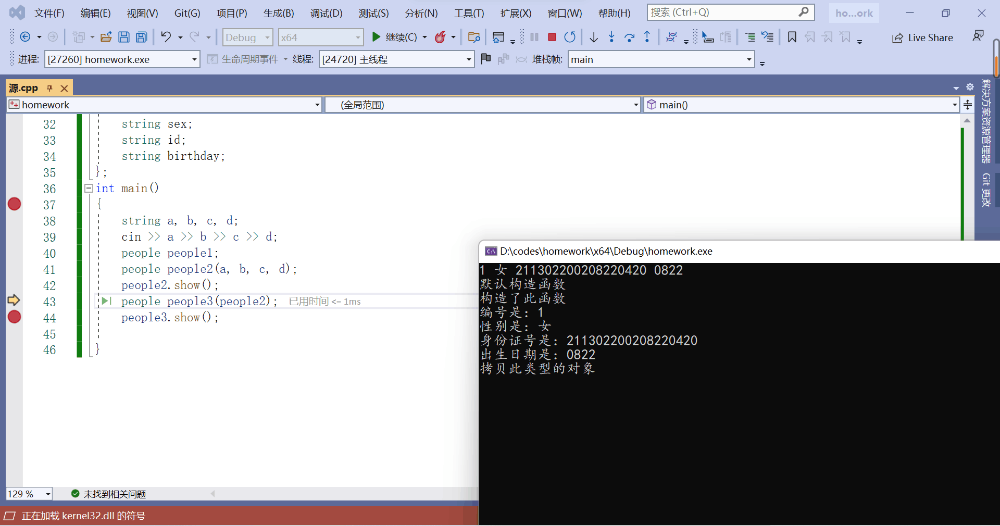 文件(F) 编辑(E) 视图(V) Git(G) 项目(P) 生成(B) 调试(D) 测试(S) 分析(N) 工具(T) 扩展(X) 窗口(W) 帮助(H) 搜索 (Ctrl+Q) ho...ork
Debug x64 继续(C) Live Share
进程: [27260] homework.exe 生命周期事件 线程: [24720] 主线程 堆栈帧: main
源.cpp
homework (全局范围) main()
解决方案资源管理器
Git 更改
32 string sex;
33 string id;
34 string birthday;
35 };
36 int main()
37 {
38 string a, b, c, d;
39 cin >> a >> b >> c >> d;
40 people people1;
41 people people2(a, b, c, d);
42 people2.show();
43 people people3(people2); 已用时间 <= 1ms
44 people3.show();
45
46 }
D:\codes\homework\x64\Debug\homework.exe
1 女 211302200208220420 0822
默认构造函数
构造了此函数
编号是：1
性别是：女
身份证号是：211302200208220420
出生日期是：0822
拷贝此类型的对象
129 % 未找到相关问题
正在加载 kernel32.dll 的符号